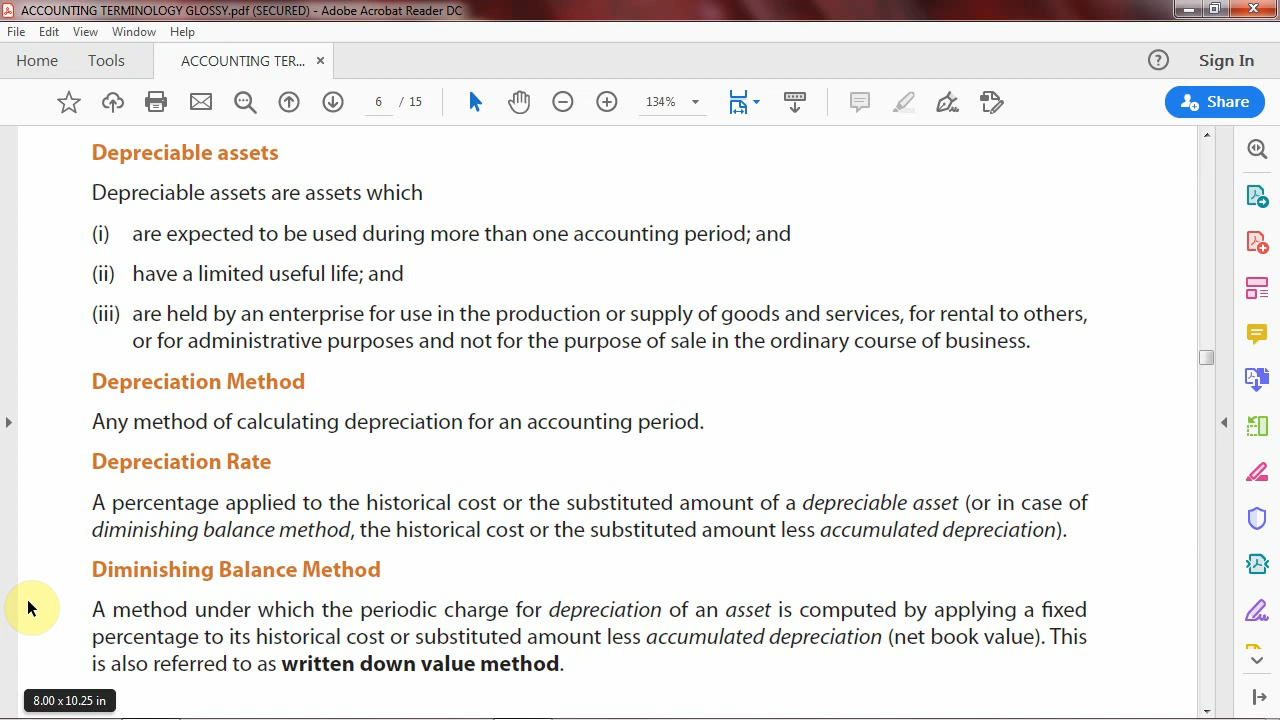 ACCOUNTING TERMINOLOGY GLOSSY.pdf (SECURED) - Adobe Acrobat Reader DC
File Edit View Window Help
Home Tools ACCOUNTING TER... × ? Sign In
6 / 15 134% Share
Depreciable assets
Depreciable assets are assets which
(i) are expected to be used during more than one accounting period; and
(ii) have a limited useful life; and
(iii) are held by an enterprise for use in the production or supply of goods and services, for rental to others,
or for administrative purposes and not for the purpose of sale in the ordinary course of business.
Depreciation Method
Any method of calculating depreciation for an accounting period.
Depreciation Rate
A percentage applied to the historical cost or the substituted amount of a depreciable asset (or in case of
diminishing balance method, the historical cost or the substituted amount less accumulated depreciation).
Diminishing Balance Method
A method under which the periodic charge for depreciation of an asset is computed by applying a fixed
percentage to its historical cost or substituted amount less accumulated depreciation (net book value). This
is also referred to as written down value method.
8.00 x 10.25 in